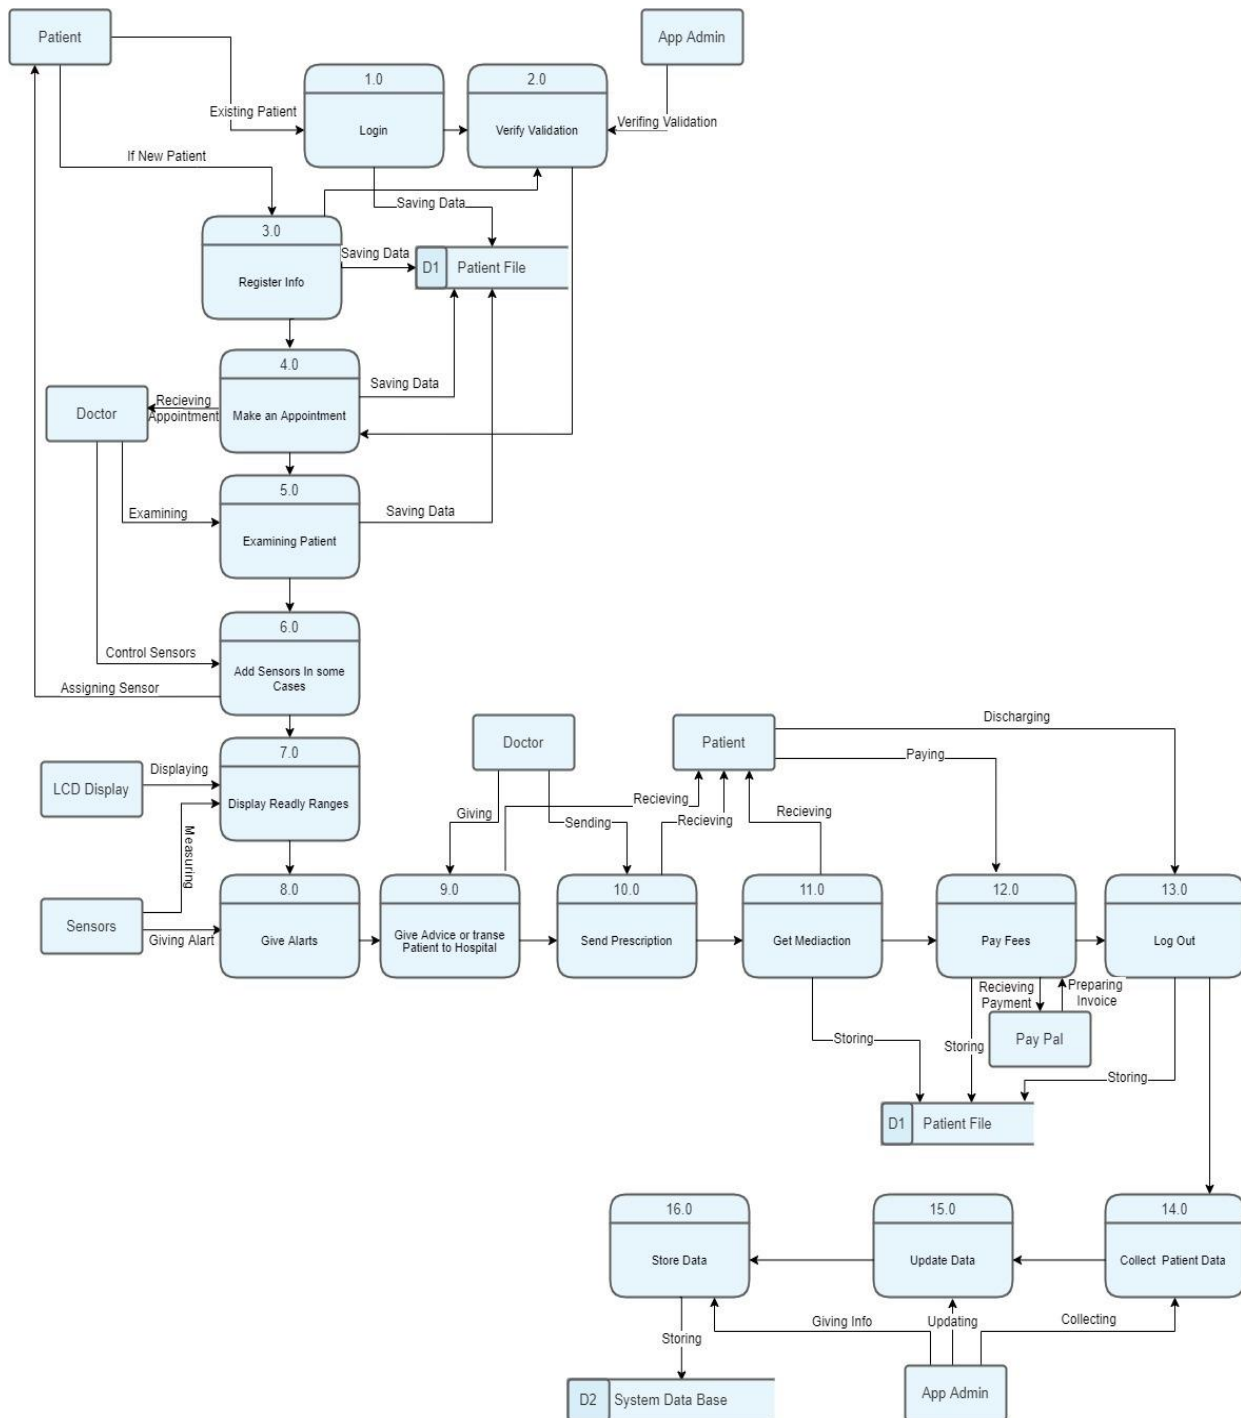 Patient
App Admin
1.0
2.0
Existing Patient
Login
Verify Validation
Verifing Validation
If New Patient
Saving Data
3.0
Saving Data
D1
Patient File
Register Info
4.0
Saving Data
Recieving
Appointment
Doctor
Make an Appointment
5.0
Examining
Saving Data
Examining Patient
6.0
Control Sensors
Add Sensors In some
Cases
Assigning Sensor
Discharging
Doctor
Patient
7.0
Paying
Displaying
LCD Display
Display Readly Ranges
Recieving
Giving
Sending
Recieving
Recieving
Measuring
8.0
9.0
10.0
11.0
12.0
13.0
Sensors
Giving Alart
Give Alarts
Give Advice or transe
Patient to Hospital
Send Prescription
Get Mediaction
Pay Fees
Log Out
Recieving
Payment
Preparing
Invoice
Storing
Storing
Pay Pal
Storing
D1
Patient File
16.0
15.0
14.0
Store Data
Update Data
Collect Patient Data
Giving Info
Updating
Collecting
Storing
D2
System Data Base
App Admin